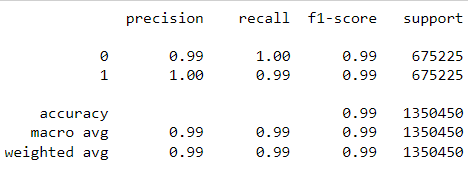 precision recall f1-score support
0 0.99 1.00 0.99 675225
1 1.00 0.99 0.99 675225
accuracy 0.99 1350450
macro avg 0.99 0.99 0.99 1350450
weighted avg 0.99 0.99 0.99 1350450